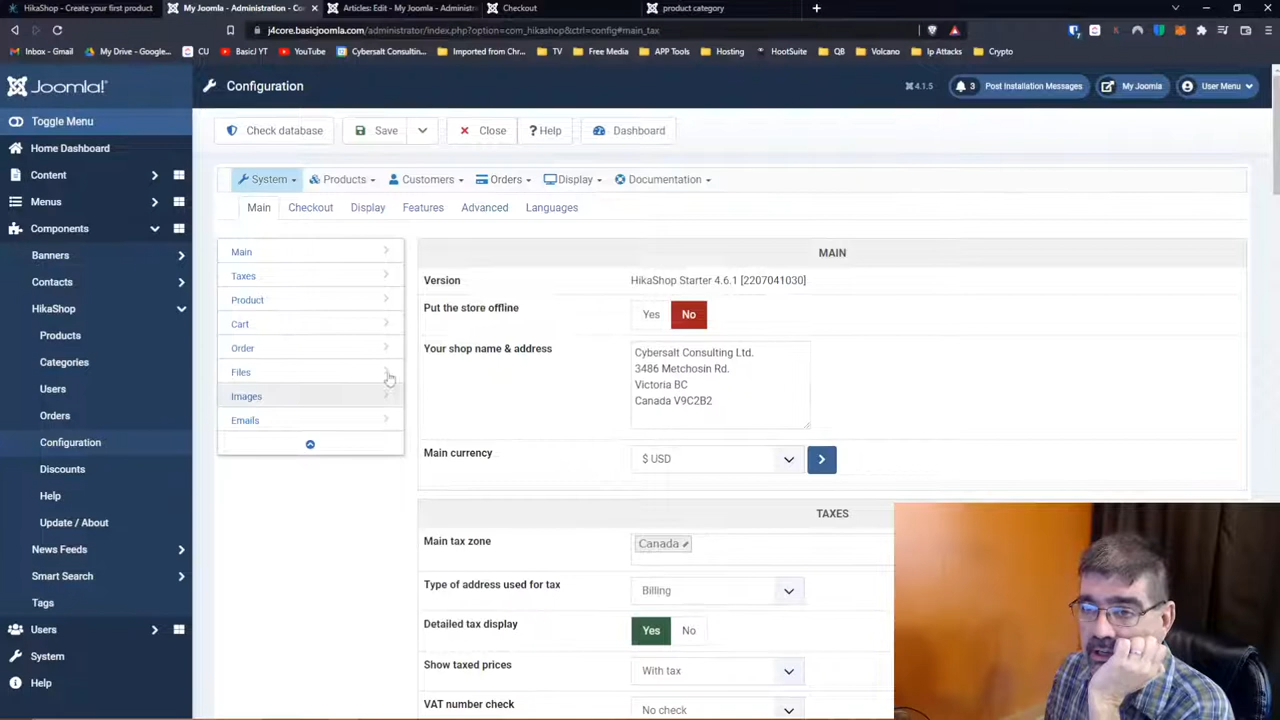 HikaShop - Create your first product
My Joomla - Administration - Co
Articles: Edit - My Joomla - Admini
Checkout
product category
j4core.basicjoomla.com/administrator/index.php?option=com_hikashop&ctrl=config#main_tax
Inbox - Gmail
My Drive - Google...
CU
BasicJ YT
YouTube
Cybersalt Consultin...
Imported from Chr...
TV
Free Media
APP Tools
Hosting
HootSuite
QB
Volcano
Ip Attacks
Crypto
Joomla!
Configuration
4.1.5
3
Post Installation Messages
My Joomla
User Menu
Toggle Menu
Home Dashboard
Content
Menus
Components
Banners
Contacts
HikaShop
Products
Categories
Users
Orders
Configuration
Discounts
Help
Update / About
News Feeds
Smart Search
Tags
Users
System
Help
Check database
Save
Close
Help
Dashboard
System
Products
Customers
Orders
Display
Documentation
Main
Checkout
Display
Features
Advanced
Languages
Main
Taxes
Product
Cart
Order
Files
Images
Emails
MAIN
Version
HikaShop Starter 4.6.1 [2207041030]
Put the store offline
Yes
No
Your shop name & address
Cybersalt Consulting Ltd.
3486 Metchosin Rd.
Victoria BC
Canada V9C2B2
Main currency
$ USD
TAXES
Main tax zone
Canada
Type of address used for tax
Billing
Detailed tax display
Yes
No
Show taxed prices
With tax
VAT number check
No check